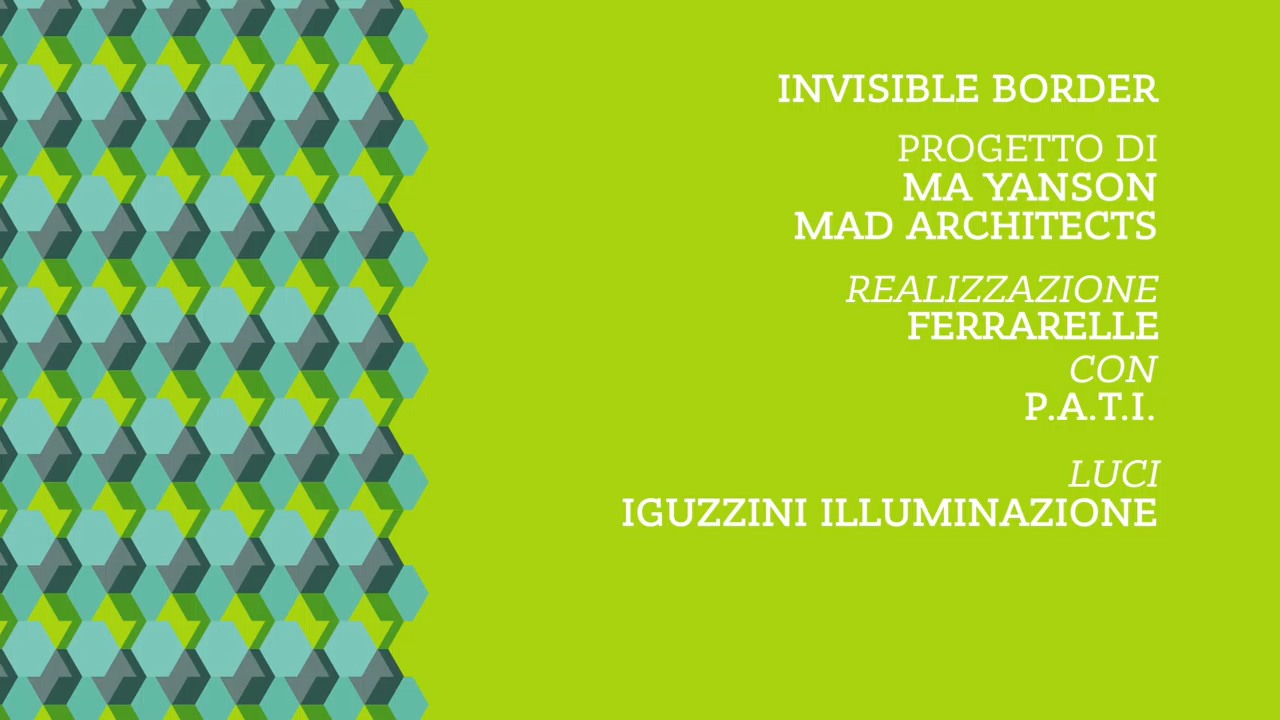 INVISIBLE BORDER
PROGETTO DI
MA YANSON
MAD ARCHITECTS
REALIZZAZIONE
FERRARELLE
CON
P.A.T.I.
LUCI
IGUZZINI ILLUMINAZIONE